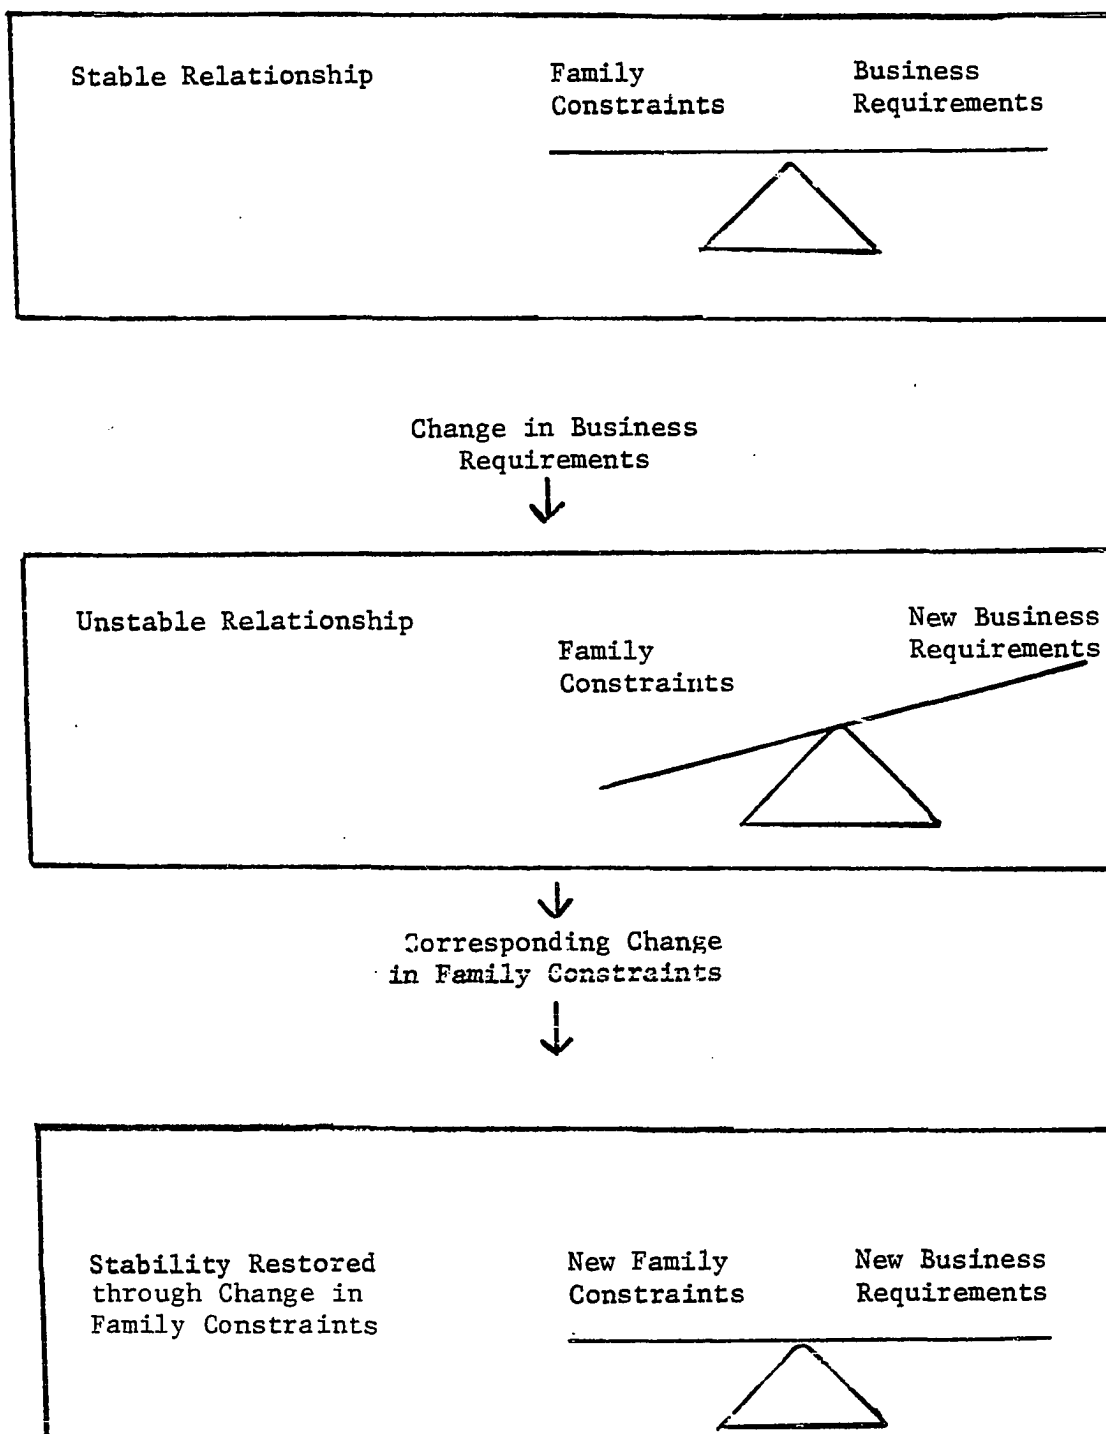 Stable Relationship
Family
Constraints
Business
Requirements
Change in Business
Requirements
Unstable Relationship
Family
Constraints
New Business
Requirements
Corresponding Change
in Family Constraints
Stability Restored
through Change in
Family Constraints
New Family
Constraints
New Business
Requirements